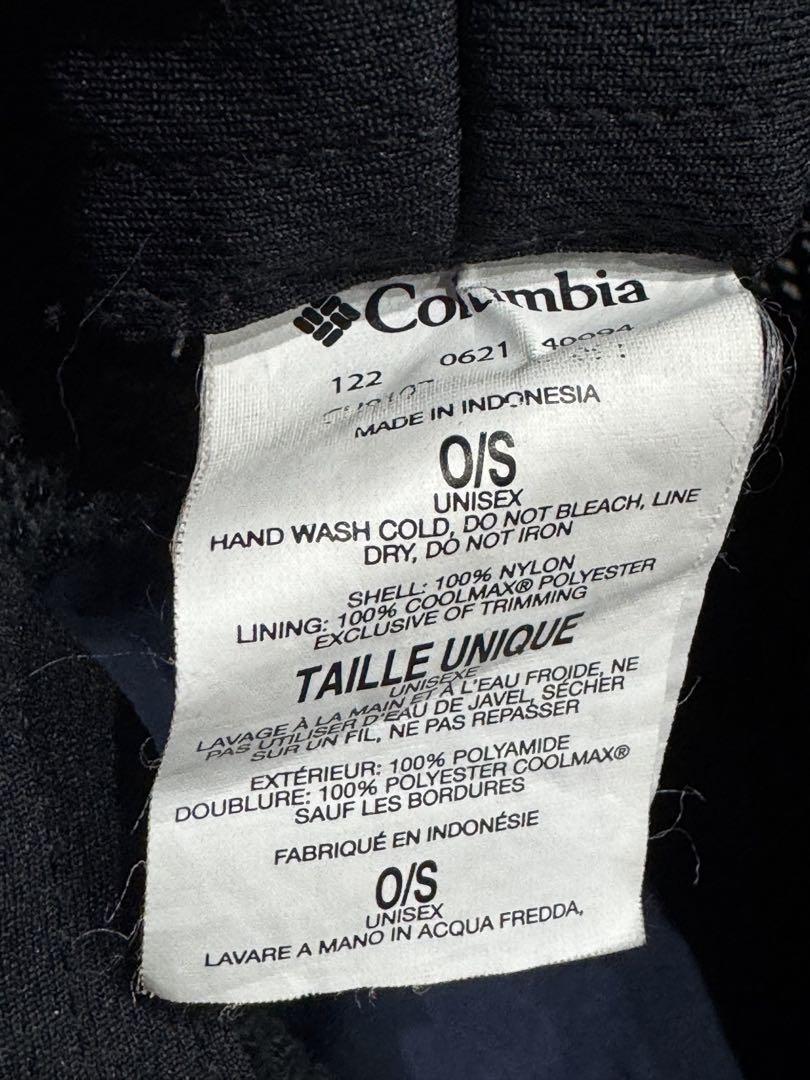 Columbia
122 0621 40994
MADE IN INDONESIA
O/S
UNISEX
HAND WASH COLD, DO NOT BLEACH, LINE
DRY, DO NOT IRON
SHELL: 100% NYLON
LINING: 100% COOLMAX® POLYESTER
EXCLUSIVE OF TRIMMING
TAILLE UNIQUE
UNISEXE
LAVAGE À LA MAIN ET À L'EAU FROIDE, NE
PAS UTILISER D'EAU DE JAVEL, SÉCHER
SUR UN FIL, NE PAS REPASSER
EXTÉRIEUR: 100% POLYAMIDE
DOUBLURE: 100% POLYESTER COOLMAX®
SAUF LES BORDURES
FABRIQUÉ EN INDONÉSIE
O/S
UNISEX
LAVARE A MANO IN ACQUA FREDDA,